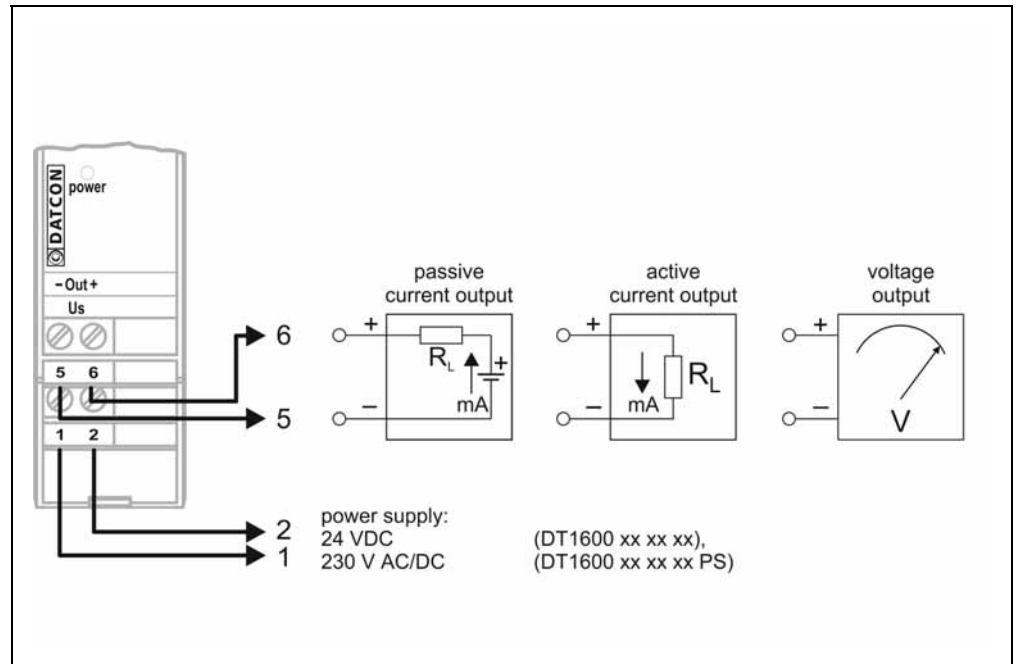 © DATCON
power
– Out +
Us
5 6
1 2
6
5
2
1
passive
current output
+
R_L
+
mA
–
active
current output
+
R_L
mA
–
voltage
output
+
–
V
power supply:
24 VDC (DT1600 xx xx xx),
230 V AC/DC (DT1600 xx xx xx PS)